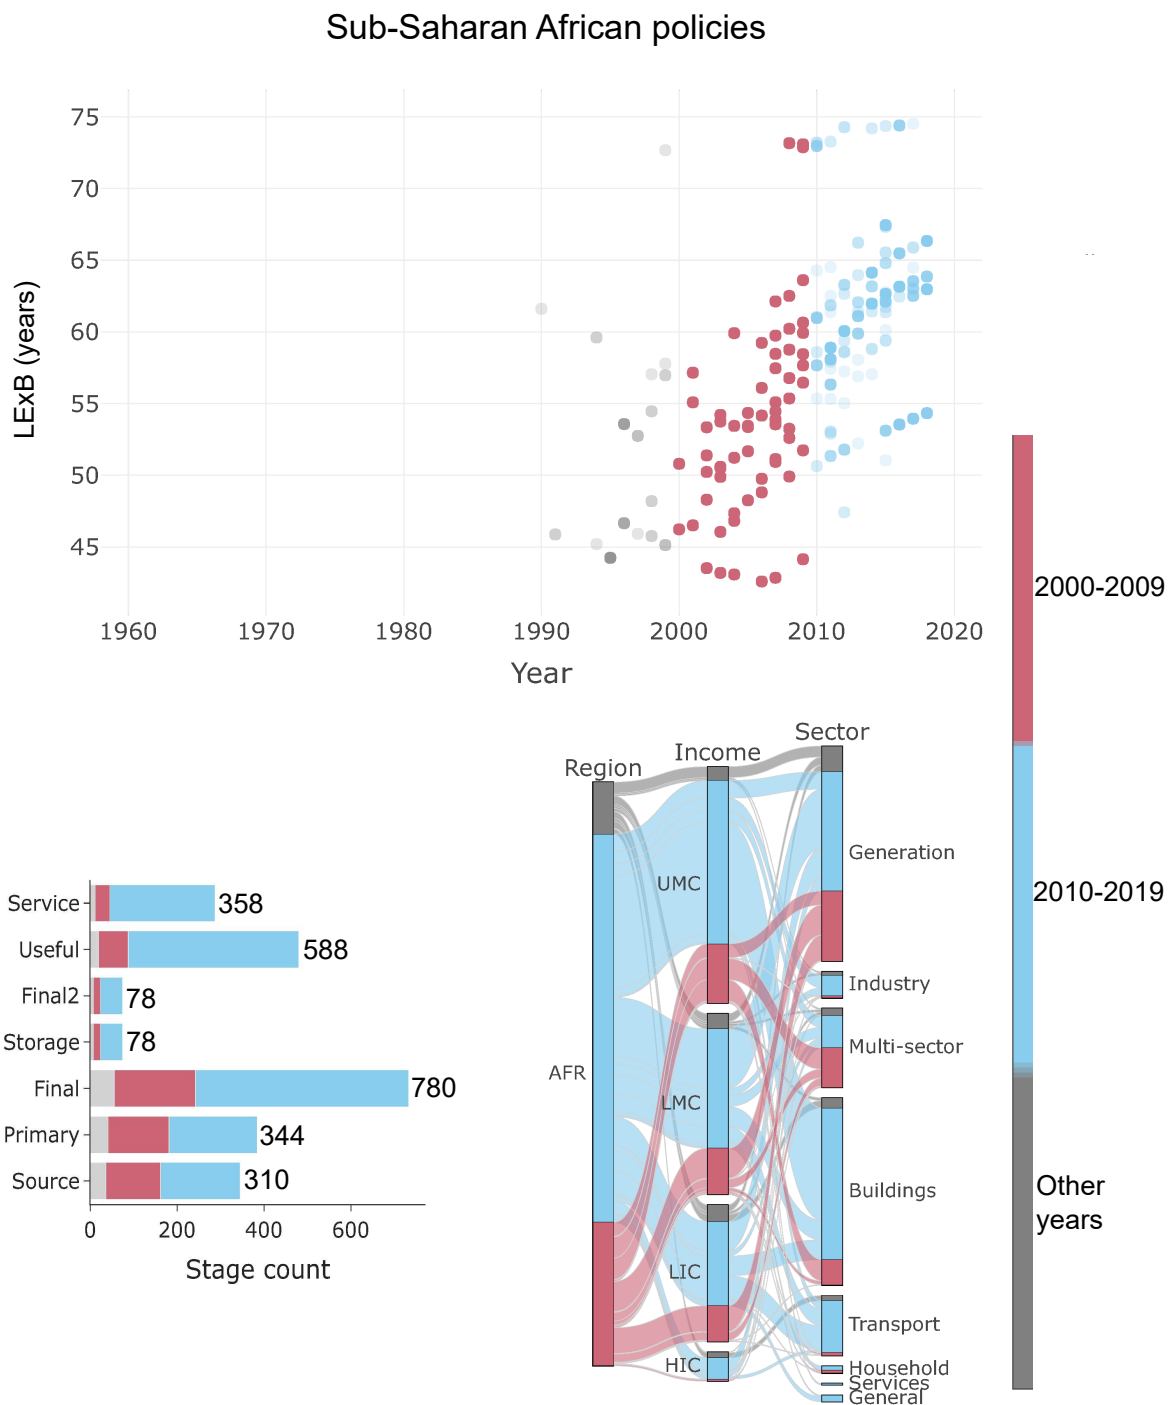 Sub-Saharan African policies
75
70
65
60
55
50
45
LExB (years)
1960 1970 1980 1990 2000 2010 2020
Year
2000-2009
2010-2019
Other
years
Service 358
Useful 588
Final2 78
Storage 78
Final 780
Primary 344
Source 310
0 200 400 600
Stage count
Region Income Sector
AFR
UMC
LMC
LIC
HIC
Generation
Industry
Multi-sector
Buildings
Transport
Household
Services
General